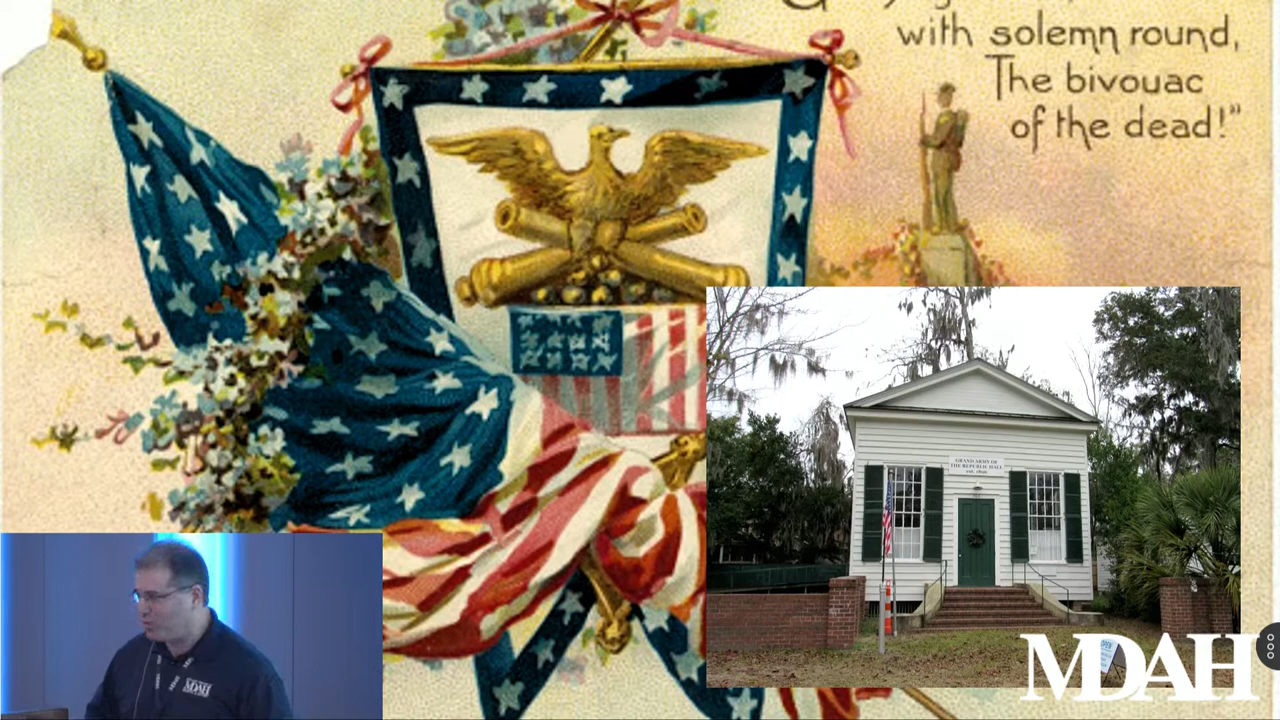 with solemn round,
The bivouac
of the dead!"
GRAND ARMY OF
THE REPUBLIC HALL
MDAH
MDAH